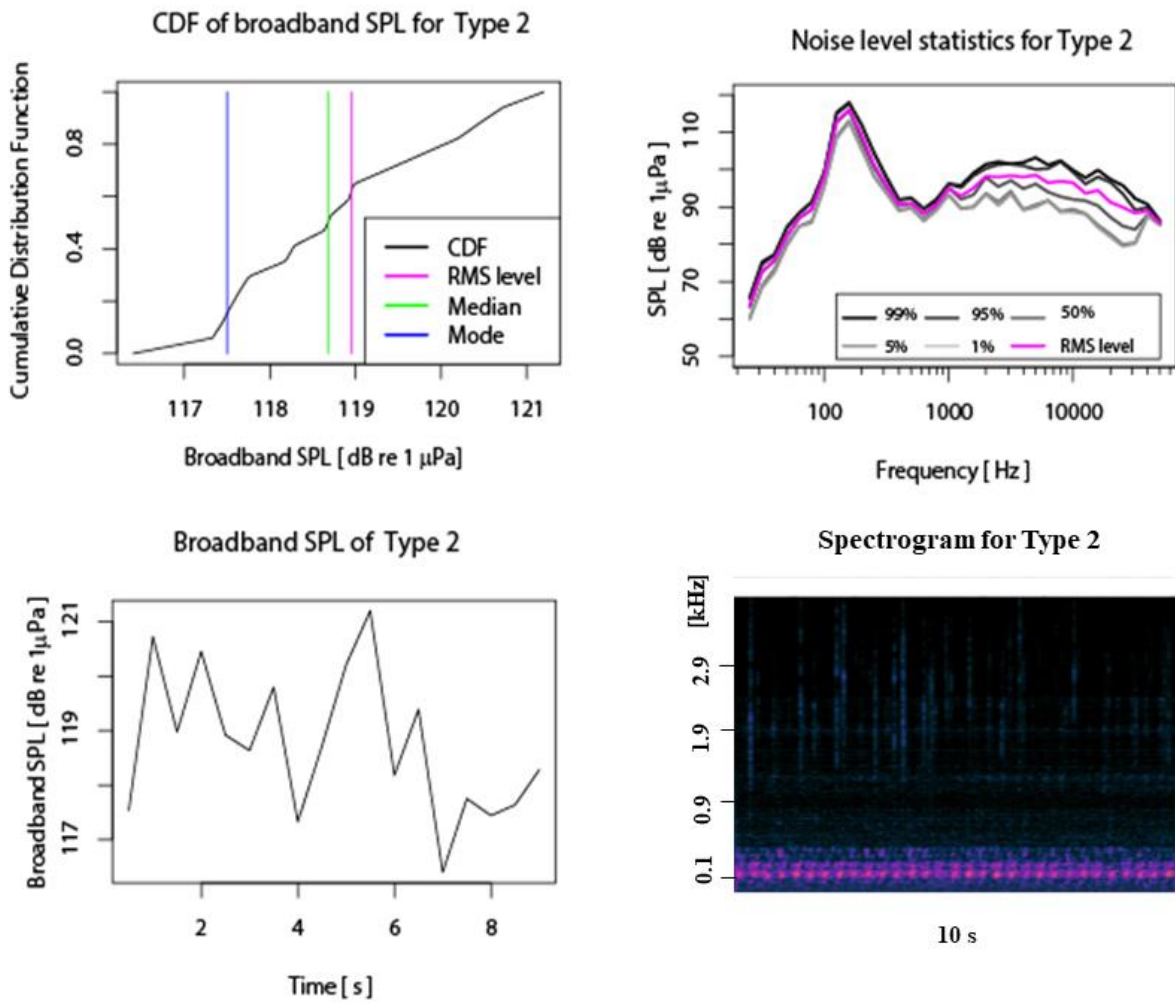 CDF of broadband SPL for Type 2
Cumulative Distribution Function
0.8
0.4
0.0
CDF
RMS level
Median
Mode
117 118 119 120 121
Broadband SPL [ dB re 1 µPa]
Noise level statistics for Type 2
SPL [ dB re 1µPa ]
110
90
70
50
99% 95% 50%
5% 1% RMS level
100 1000 10000
Frequency [ Hz ]
Broadband SPL of Type 2
Broadband SPL [ dB re 1µPa ]
121
119
117
2 4 6 8
Time [ s ]
Spectrogram for Type 2
[kHz]
2.9
1.9
0.9
0.1
10 s